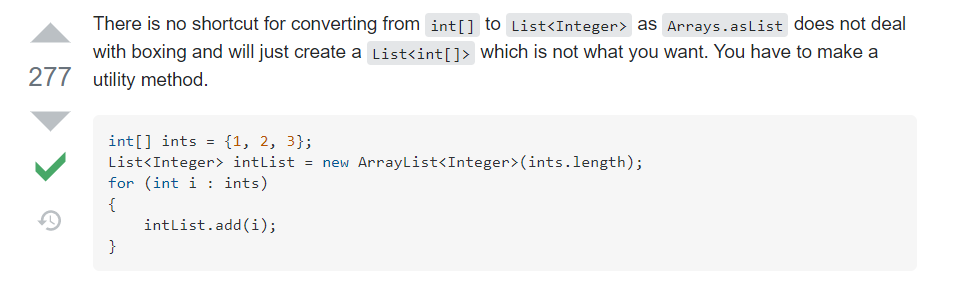 There is no shortcut for converting from int[] to List<Integer> as Arrays.asList does not deal
with boxing and will just create a List<int[]> which is not what you want. You have to make a
277 utility method.
int[] ints = {1, 2, 3};
List<Integer> intList = new ArrayList<Integer>(ints.length);
for (int i : ints)
{
    intList.add(i);
}